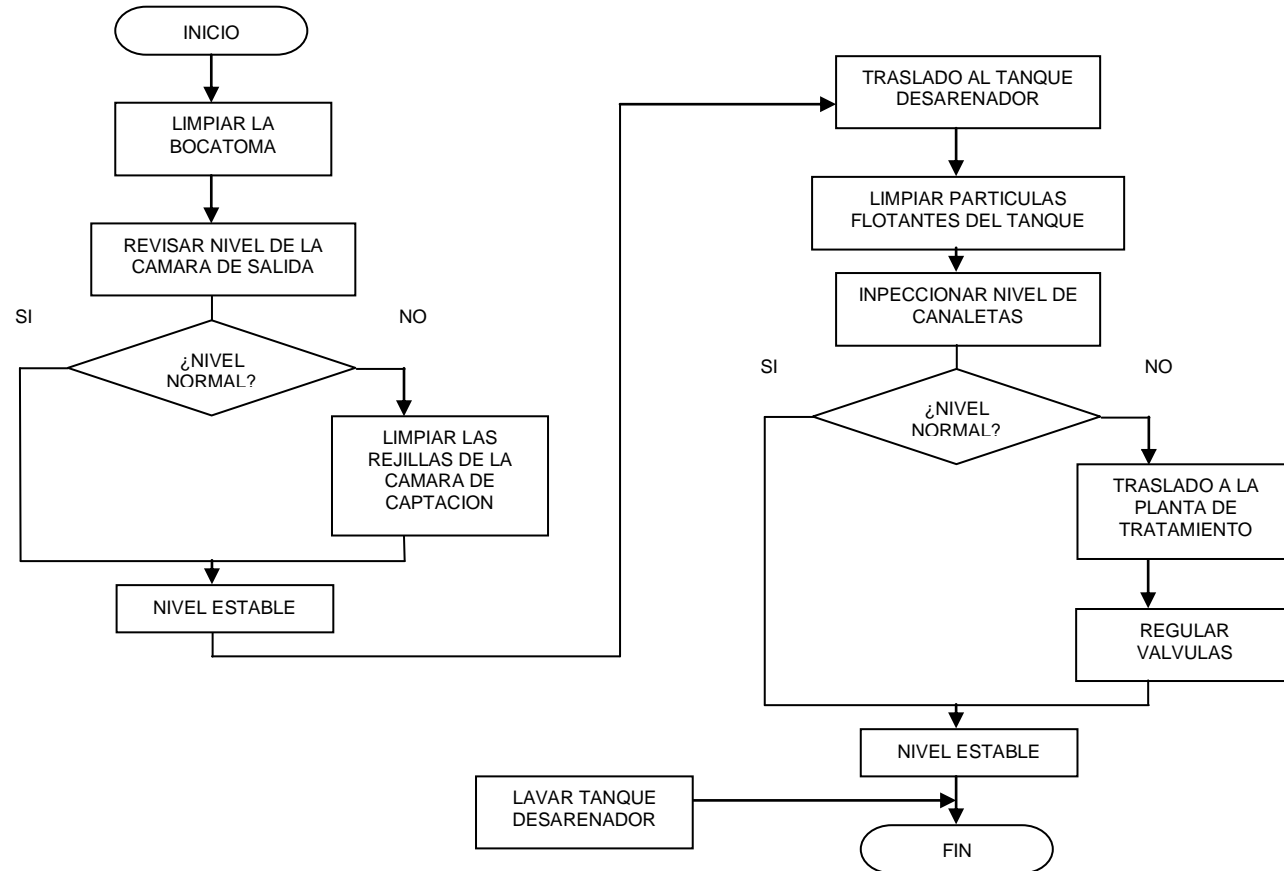 INICIO
LIMPIAR LA
BOCATOMA
REVISAR NIVEL DE LA
CAMARA DE SALIDA
SI
NO
¿NIVEL
NORMAL?
LIMPIAR LAS
REJILLAS DE LA
CAMARA DE
CAPTACION
NIVEL ESTABLE
TRASLADO AL TANQUE
DESARENADOR
LIMPIAR PARTICULAS
FLOTANTES DEL TANQUE
INPECCIONAR NIVEL DE
CANALETAS
SI
NO
¿NIVEL
NORMAL?
TRASLADO A LA
PLANTA DE
TRATAMIENTO
REGULAR
VALVULAS
NIVEL ESTABLE
LAVAR TANQUE
DESARENADOR
FIN